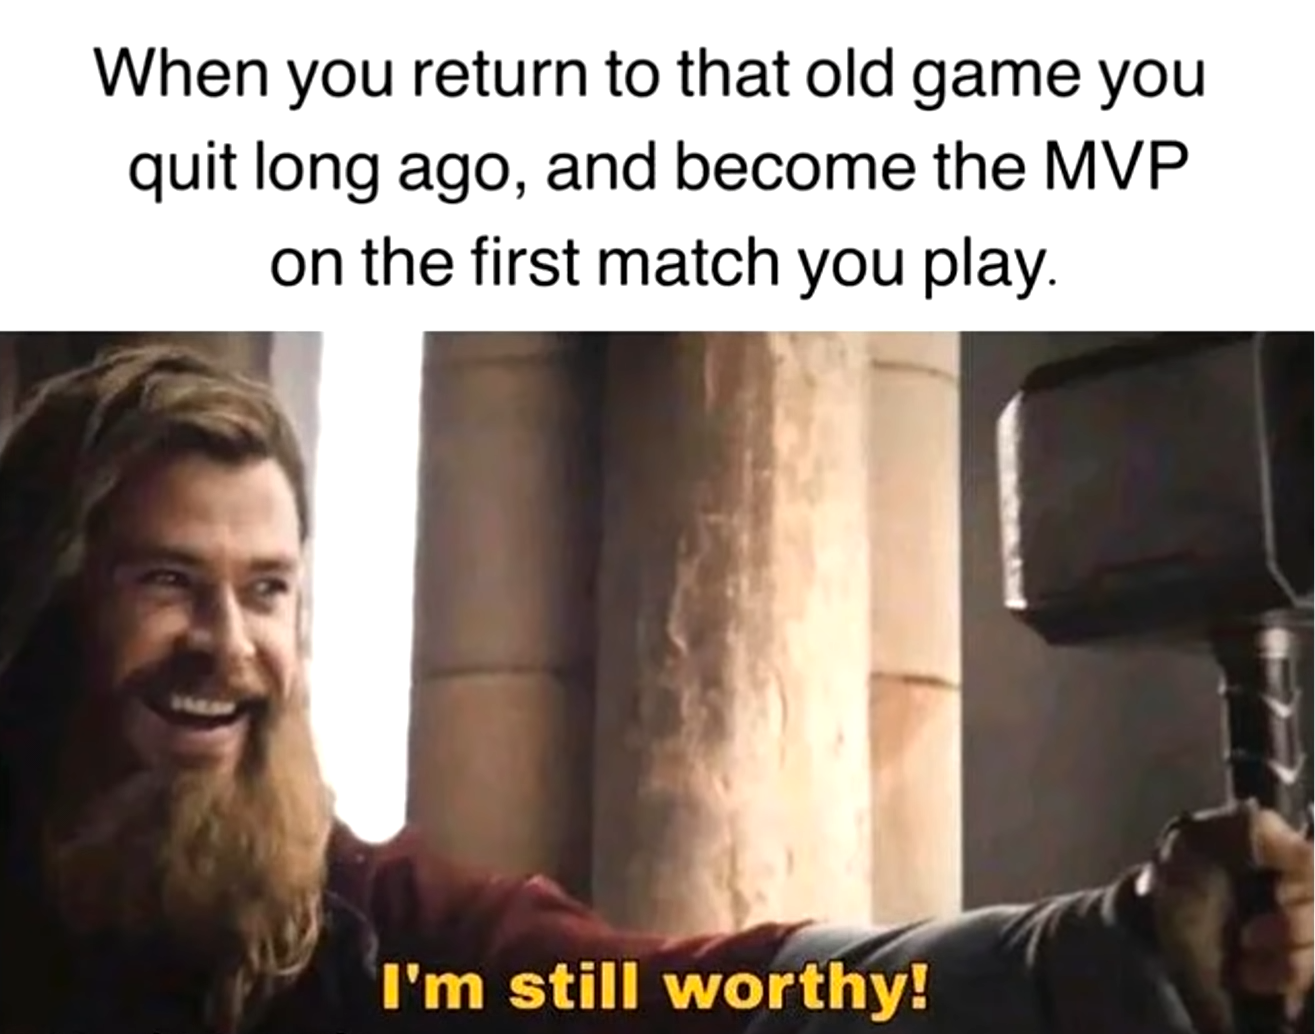 When you return to that old game you
quit long ago, and become the MVP
on the first match you play.
I'm still worthy!